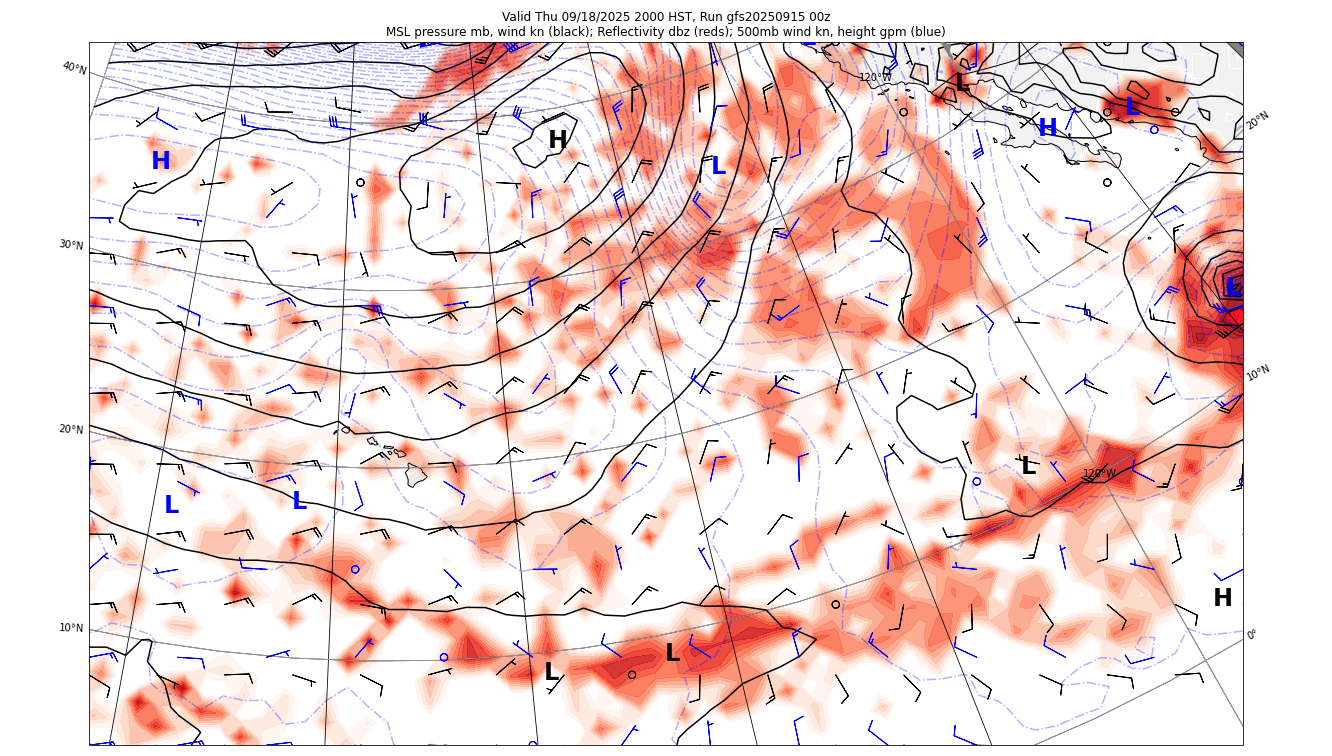 Valid Thu 09/18/2025 2000 HST, Run gfs20250915 00z
MSL pressure mb, wind kn (black); Reflectivity dbz (reds); 500mb wind kn, height gpm (blue)
40°N
120°W
L
L
20°N
H
H
H
L
30°N
L
10°N
20°N
L
120°W
L
L
H
10°N
0°
L
L